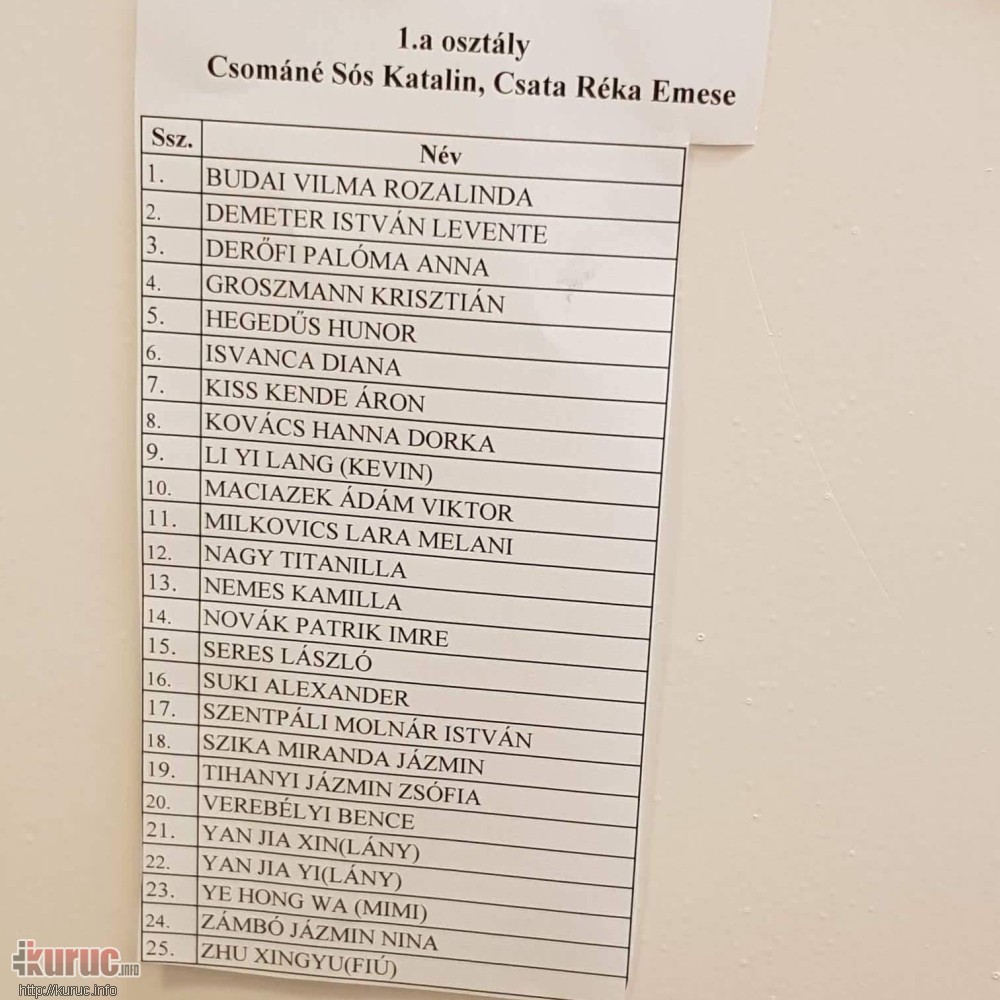 1.a osztály
Csománé Sós Katalin, Csata Réka Emese
Ssz. Név
1. BUDAI VILMA ROZALINDA
2. DEMETER ISTVÁN LEVENTE
3. DERŐFI PALÓMA ANNA
4. GROSZMANN KRISZTIÁN
5. HEGEDŰS HUNOR
6. ISVANCA DIANA
7. KISS KENDE ÁRON
8. KOVÁCS HANNA DORKA
9. LI YI LANG (KEVIN)
10. MACIAZEK ÁDÁM VIKTOR
11. MILKOVICS LARA MELANI
12. NAGY TITANILLA
13. NEMES KAMILLA
14. NOVÁK PATRIK IMRE
15. SERES LÁSZLÓ
16. SUKI ALEXANDER
17. SZENTPÁLI MOLNÁR ISTVÁN
18. SZIKA MIRANDA JÁZMIN
19. TIHANYI JÁZMIN ZSÓFIA
20. VEREBÉLYI BENCE
21. YAN JIA XIN(LÁNY)
22. YAN JIA YI(LÁNY)
23. YE HONG WA (MIMI)
24. ZÁMBÓ JÁZMIN NINA
25. ZHU XINGYU(FIÚ)
kuruc.INFO
http://kuruc.info